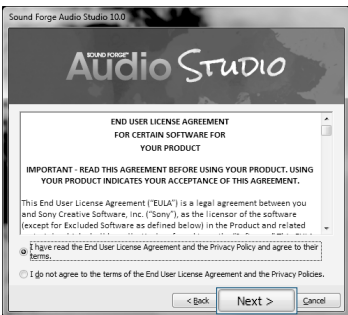 Sound Forge Audio Studio 10.0
SOUND FORGE™
Audio STUDIO
END USER LICENSE AGREEMENT
FOR CERTAIN SOFTWARE FOR
YOUR PRODUCT
IMPORTANT - READ THIS AGREEMENT BEFORE USING YOUR PRODUCT. USING
YOUR PRODUCT INDICATES YOUR ACCEPTANCE OF THIS AGREEMENT.
This End User License Agreement ("EULA") is a legal agreement between you
and Sony Creative Software, Inc. ("Sony"), as the licensor of the software
(except for Excluded Software as defined below) in the Product and related
I have read the End User License Agreement and the Privacy Policy and agree to their
terms.
I do not agree to the terms of the End User License Agreement and the Privacy Policies.
< Back
Next >
Cancel